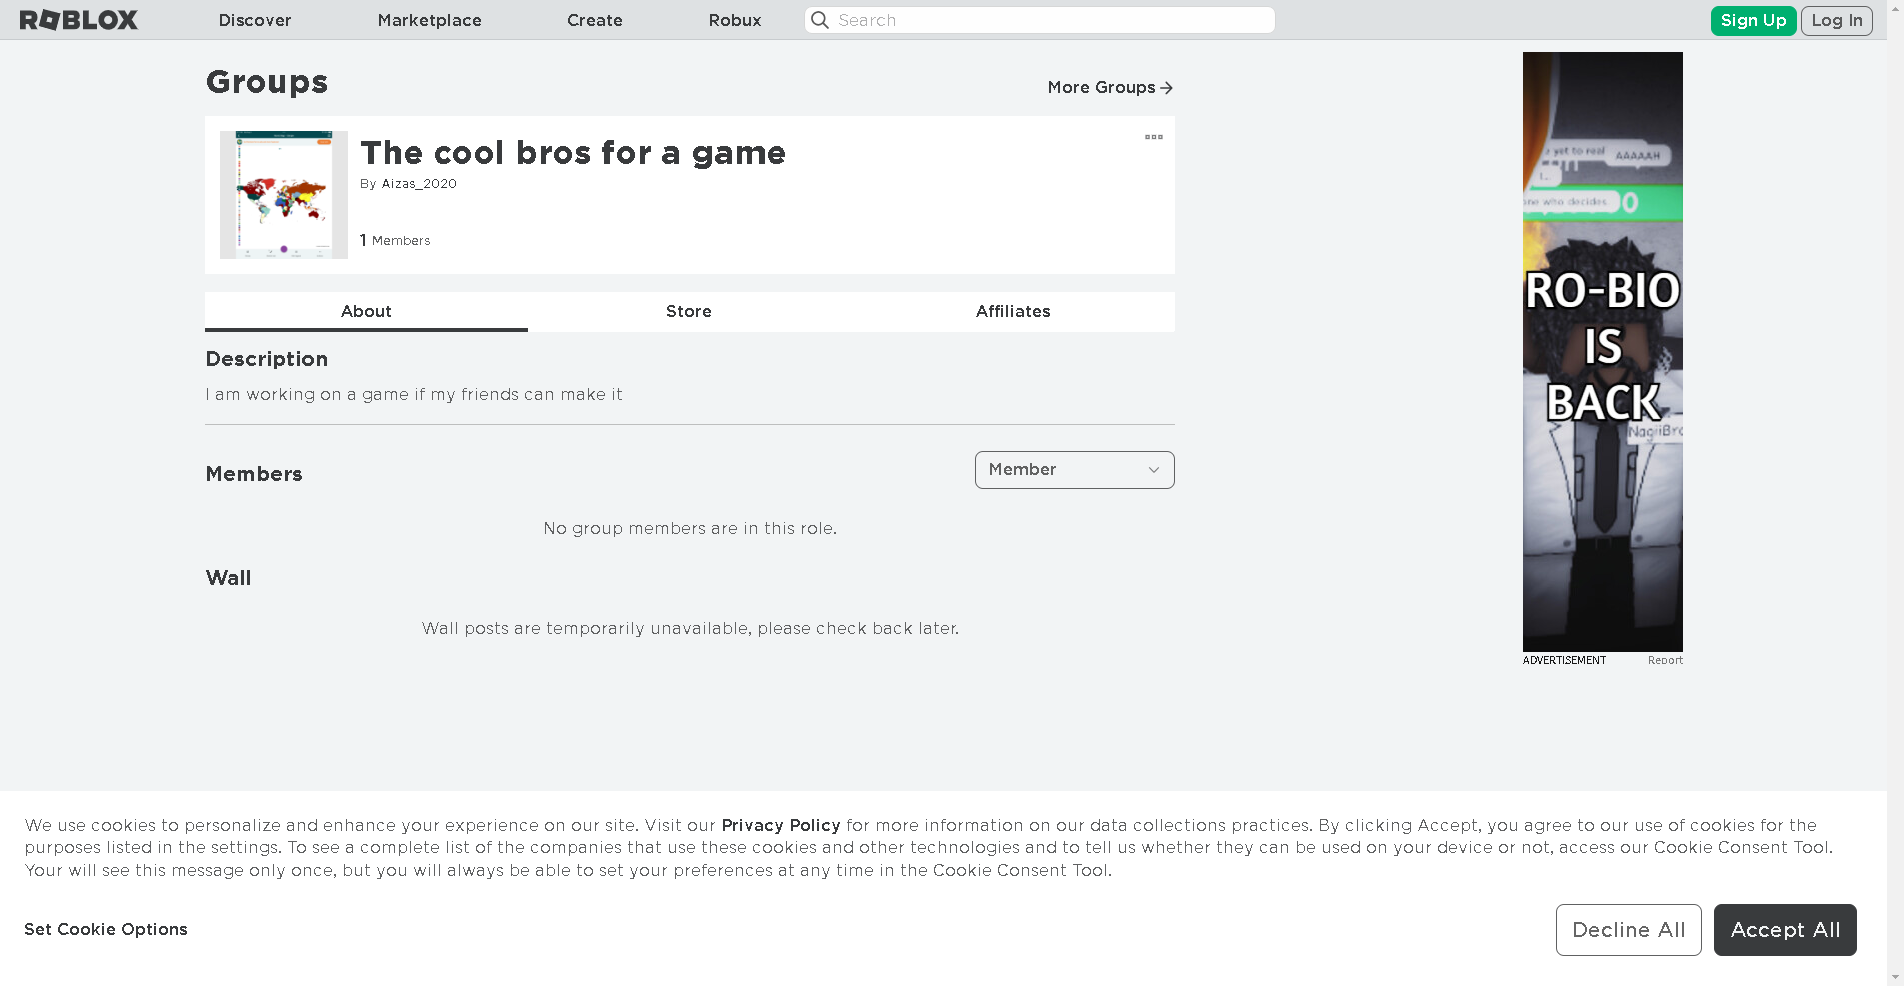 ROBLOX Discover Marketplace Create Robux Search Sign Up Log In
Groups
More Groups
The cool bros for a game
By Aizas_2020
1 Members
About Store Affiliates
Description
I am working on a game if my friends can make it
Members
Member
No group members are in this role.
Wall
Wall posts are temporarily unavailable, please check back later.
yet to real
AAAAAH
one who decides.
0
RO-BIO
IS
BACK
ADVERTISEMENT Report
We use cookies to personalize and enhance your experience on our site. Visit our Privacy Policy for more information on our data collections practices. By clicking Accept, you agree to our use of cookies for the
purposes listed in the settings. To see a complete list of the companies that use these cookies and other technologies and to tell us whether they can be used on your device or not, access our Cookie Consent Tool.
Your will see this message only once, but you will always be able to set your preferences at any time in the Cookie Consent Tool.
Set Cookie Options
Decline All
Accept All